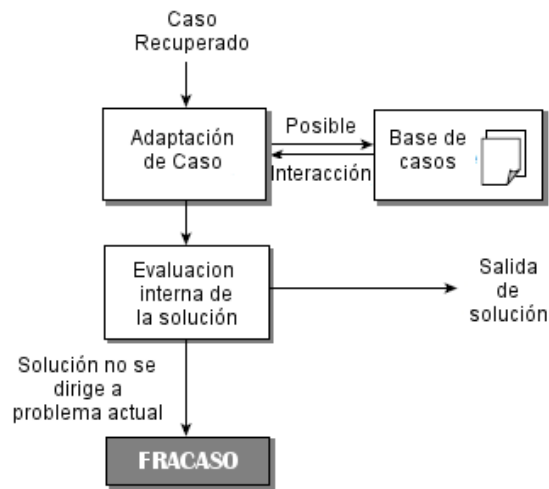 Caso
Recuperado
Adaptación
de Caso
Posible
Interacción
Base de
casos
Evaluacion
interna de
la solución
Salida
de
solución
Solución no se
dirige a
problema actual
FRACASO